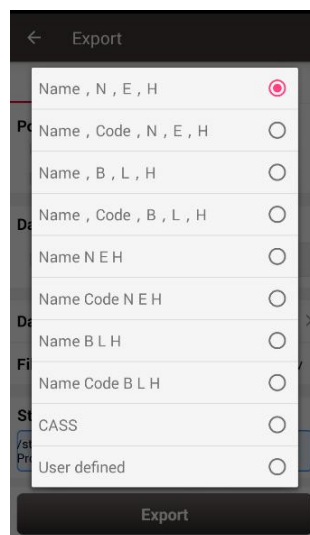 Export
Name , N , E , H
Name , Code , N , E , H
Name , B , L , H
Name , Code , B , L , H
Name N E H
Name Code N E H
Name B L H
Name Code B L H
CASS
User defined
Export